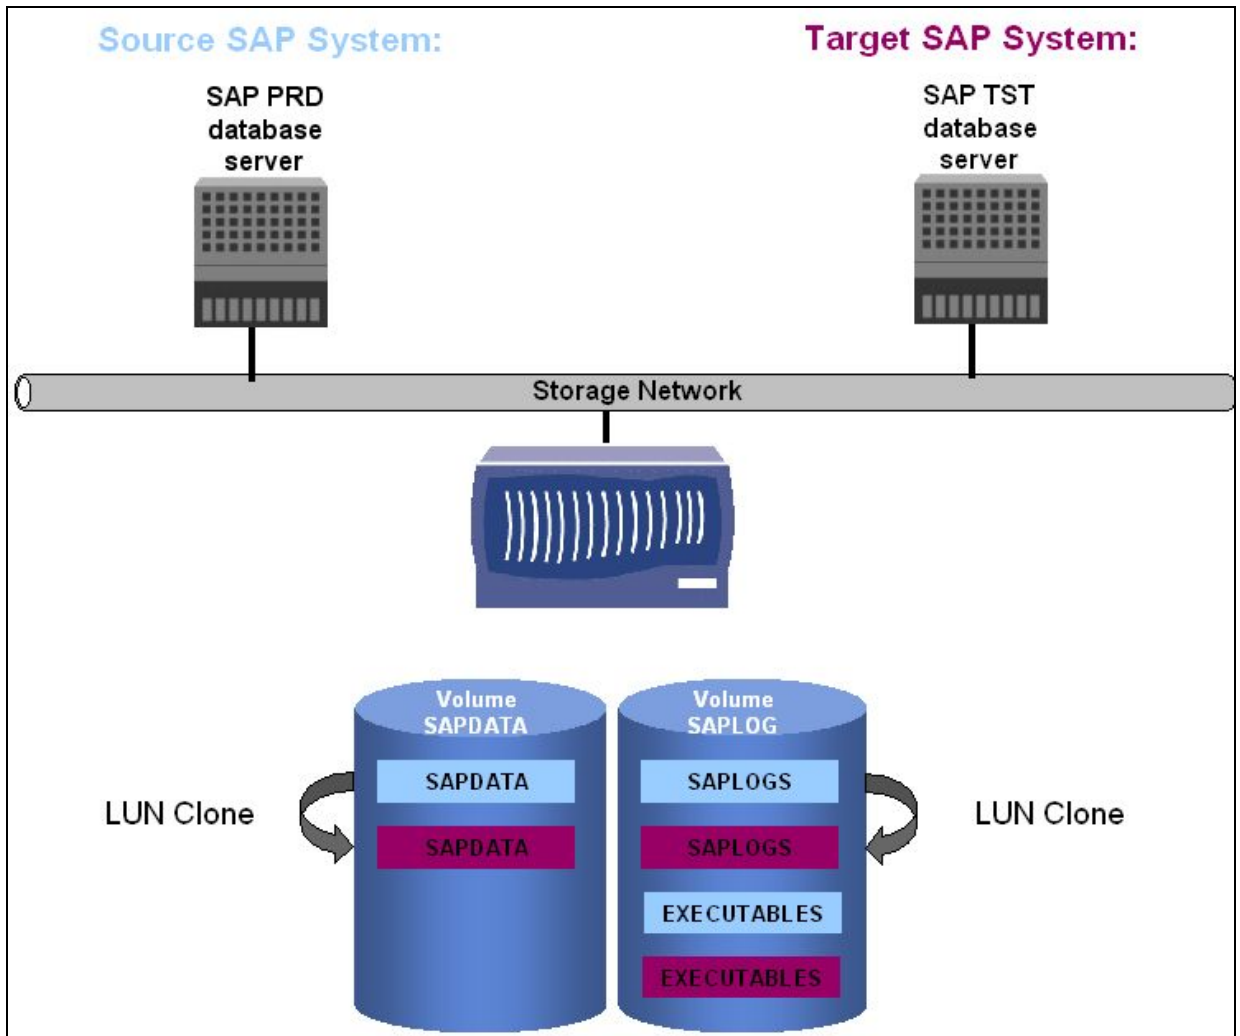 Source SAP System:
Target SAP System:
SAP PRD
database
server
SAP TST
database
server
Storage Network
Volume
SAPDATA
Volume
SAPLOG
SAPDATA
SAPLOGS
LUN Clone
LUN Clone
SAPDATA
SAPLOGS
EXECUTABLES
EXECUTABLES